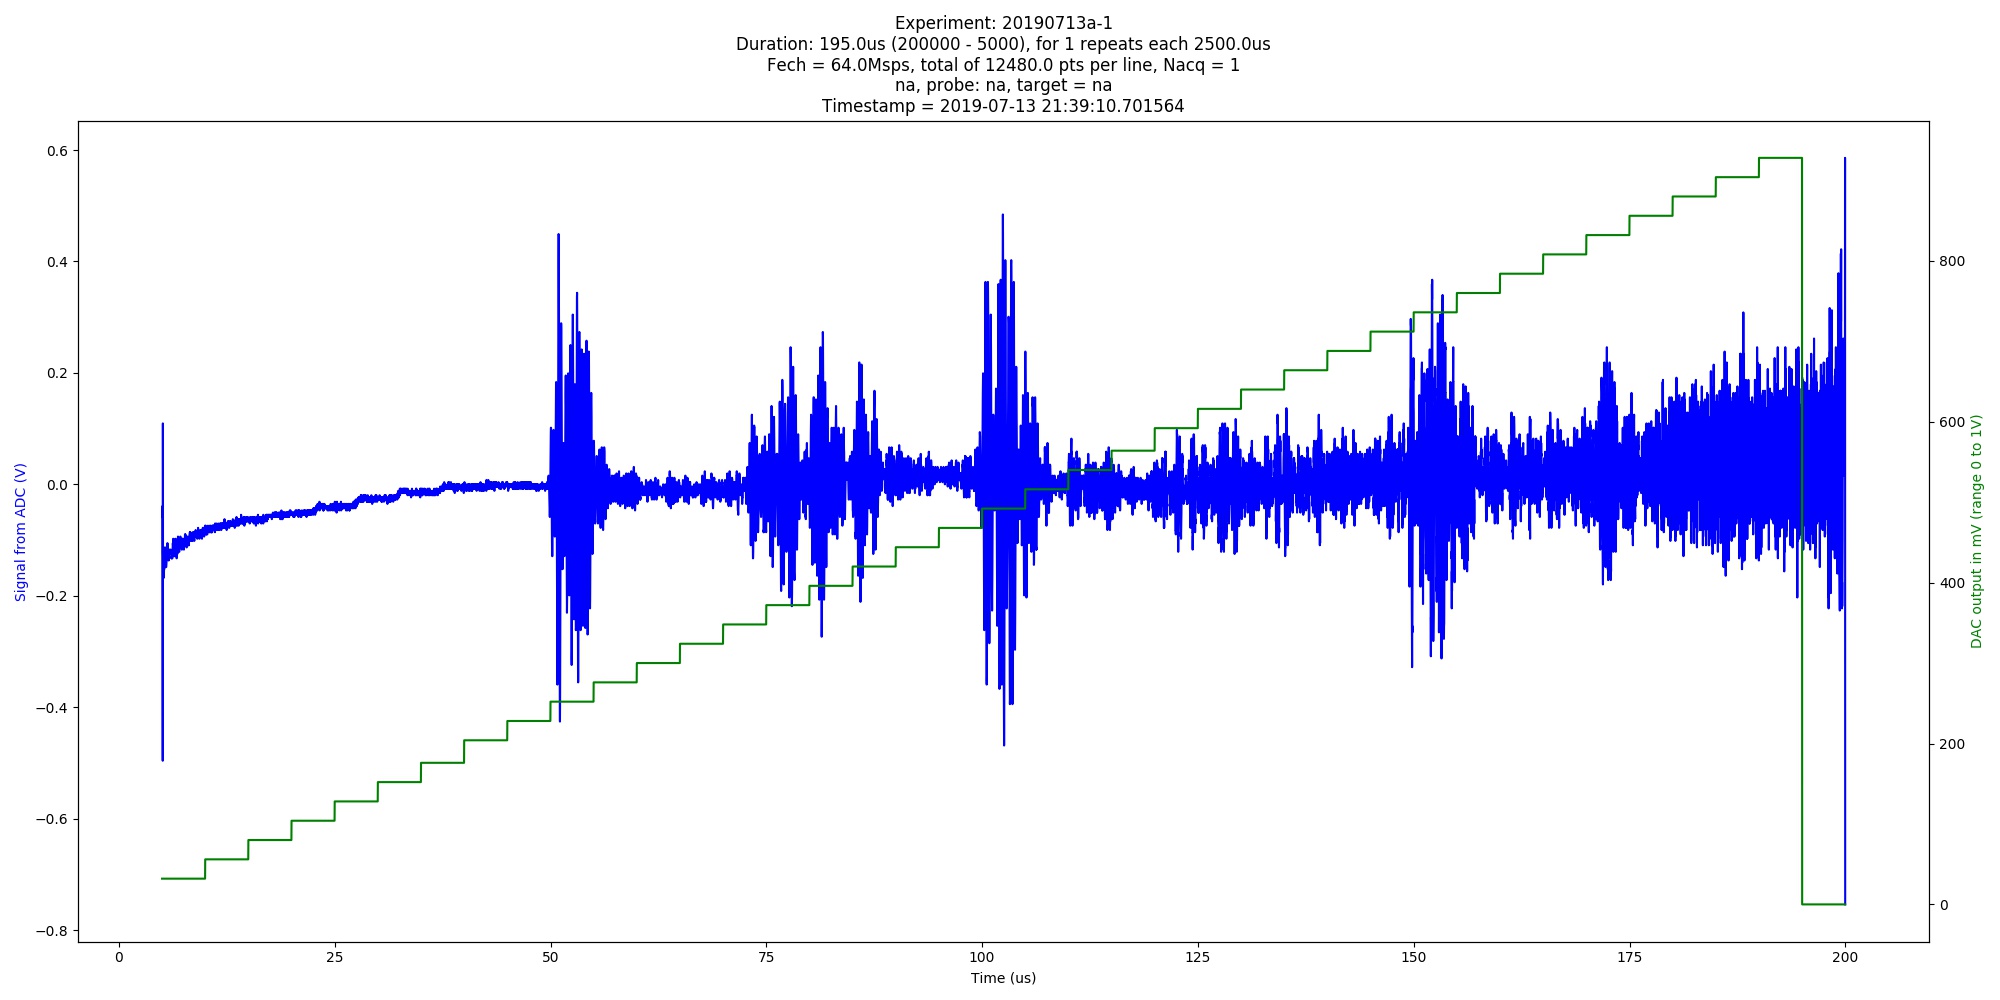 Experiment: 20190713a-1
Duration: 195.0us (200000 - 5000), for 1 repeats each 2500.0us
Fech = 64.0Msps, total of 12480.0 pts per line, Nacq = 1
na, probe: na, target = na
Timestamp = 2019-07-13 21:39:10.701564
Signal from ADC (V)
0.6
0.4
0.2
0.0
−0.2
−0.4
−0.6
−0.8
0
25
50
75
100
125
150
175
200
Time (us)
800
600
400
200
0
DAC output in mV (range 0 to 1V)